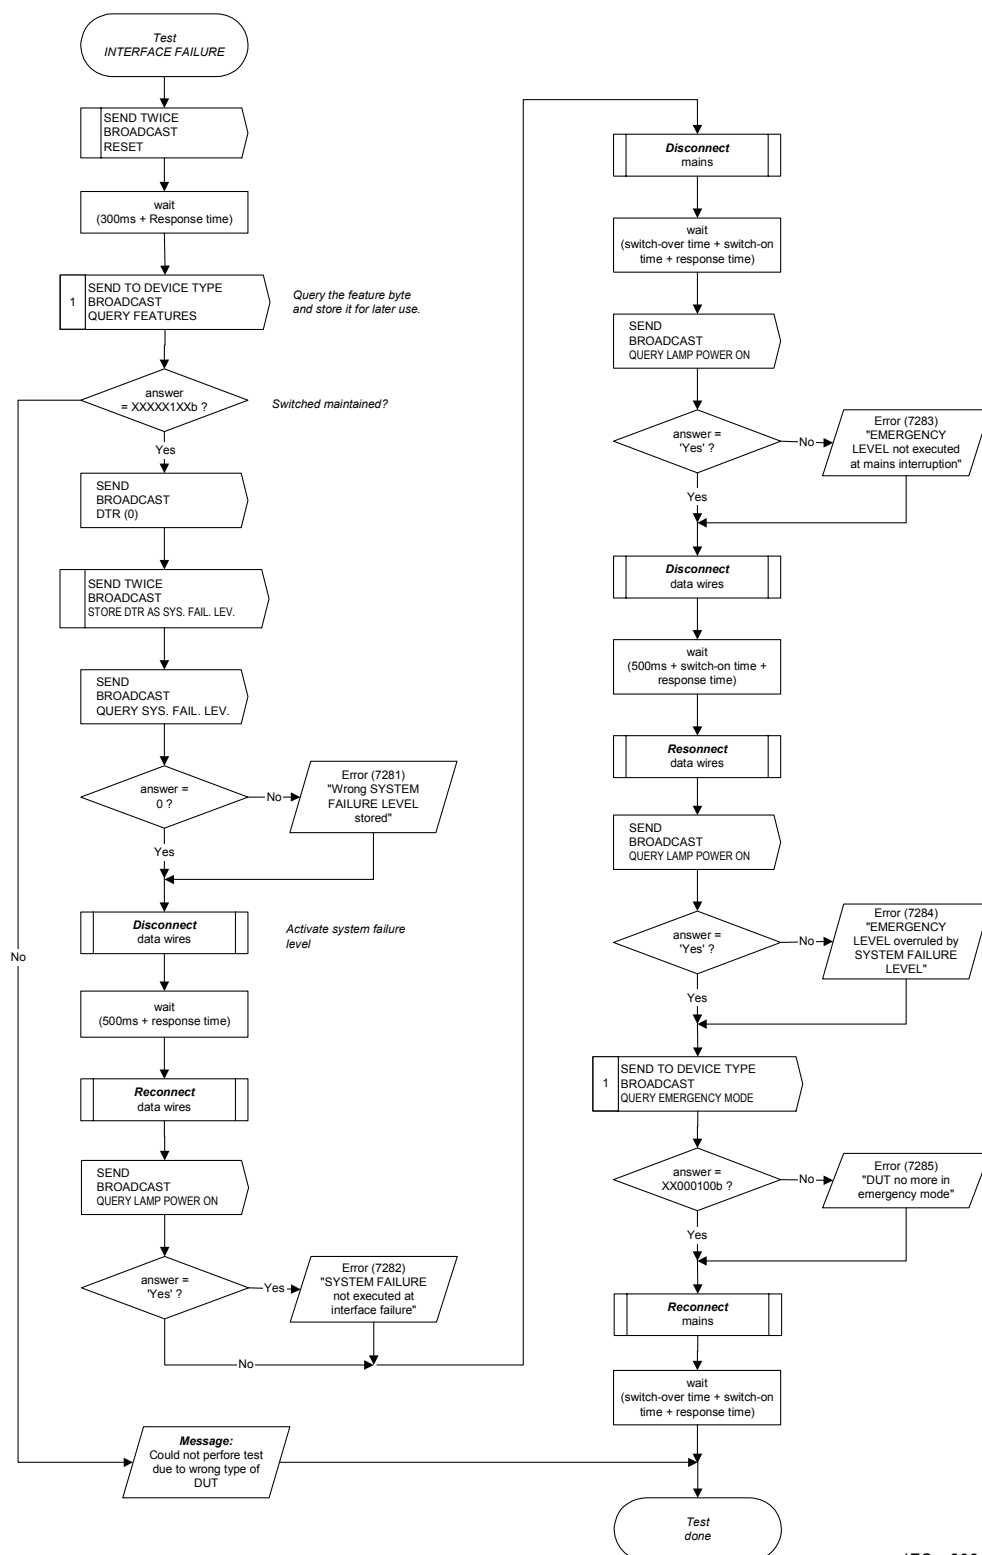 Test
INTERFACE FAILURE
SEND TWICE
BROADCAST
RESET
wait
(300ms + Response time)
1
SEND TO DEVICE TYPE
BROADCAST
QUERY FEATURES
Query the feature byte
and store it for later use.
answer
= XXXXX1XXb ?
Switched maintained?
Yes
SEND
BROADCAST
DTR (0)
SEND TWICE
BROADCAST
STORE DTR AS SYS. FAIL. LEV.
SEND
BROADCAST
QUERY SYS. FAIL. LEV.
answer =
0 ?
No
Error (7281)
"Wrong SYSTEM
FAILURE LEVEL
stored"
Yes
Disconnect
data wires
Activate system failure
level
No
wait
(500ms + response time)
Reconnect
data wires
SEND
BROADCAST
QUERY LAMP POWER ON
answer =
'Yes' ?
Yes
Error (7282)
"SYSTEM FAILURE
not executed at
interface failure"
No
Message:
Could not perfore test
due to wrong type of
DUT
Disconnect
mains
wait
(switch-over time + switch-on
time + response time)
SEND
BROADCAST
QUERY LAMP POWER ON
answer =
'Yes' ?
No
Error (7283)
"EMERGENCY
LEVEL not executed
at mains interruption"
Yes
Disconnect
data wires
wait
(500ms + switch-on time +
response time)
Resonnect
data wires
SEND
BROADCAST
QUERY LAMP POWER ON
answer =
'Yes' ?
No
Error (7284)
"EMERGENCY
LEVEL overruled by
SYSTEM FAILURE
LEVEL"
Yes
1
SEND TO DEVICE TYPE
BROADCAST
QUERY EMERGENCY MODE
answer =
XX000100b ?
No
Error (7285)
"DUT no more in
emergency mode"
Yes
Reconnect
mains
wait
(switch-over time + switch-on
time + response time)
Test
done